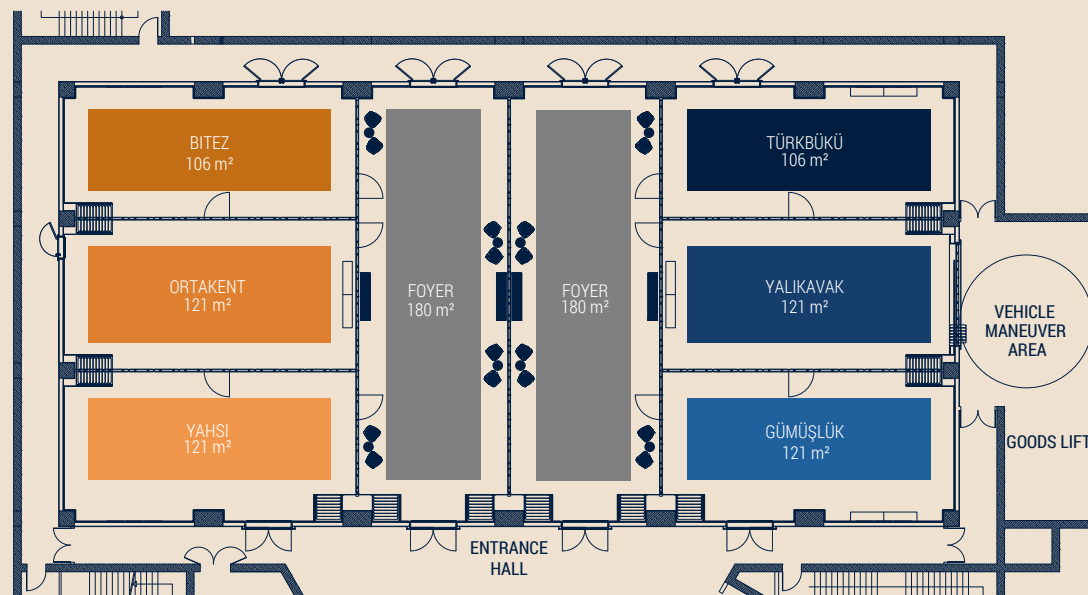 BITEZ
106 m²
TÜRKBÜKÜ
106 m²
ORTAKENT
121 m²
FOYER
180 m²
FOYER
180 m²
YALIKAVAK
121 m²
VEHICLE
MANEUVER
AREA
YAHSI
121 m²
GÜMÜŞLÜK
121 m²
GOODS LIFT
ENTRANCE
HALL